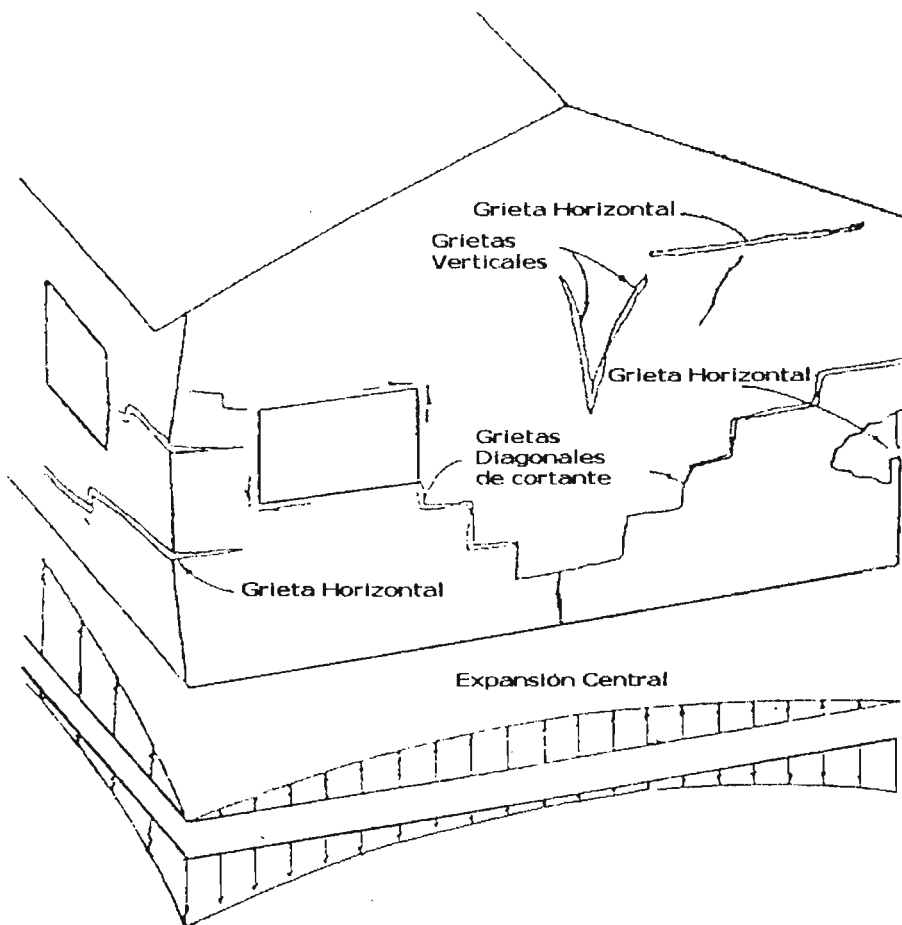 Grieta Horizontal
Grietas
Verticales
Grieta Horizontal
Grietas
Diagonales
de cortante
Grieta Horizontal
Expansión Central